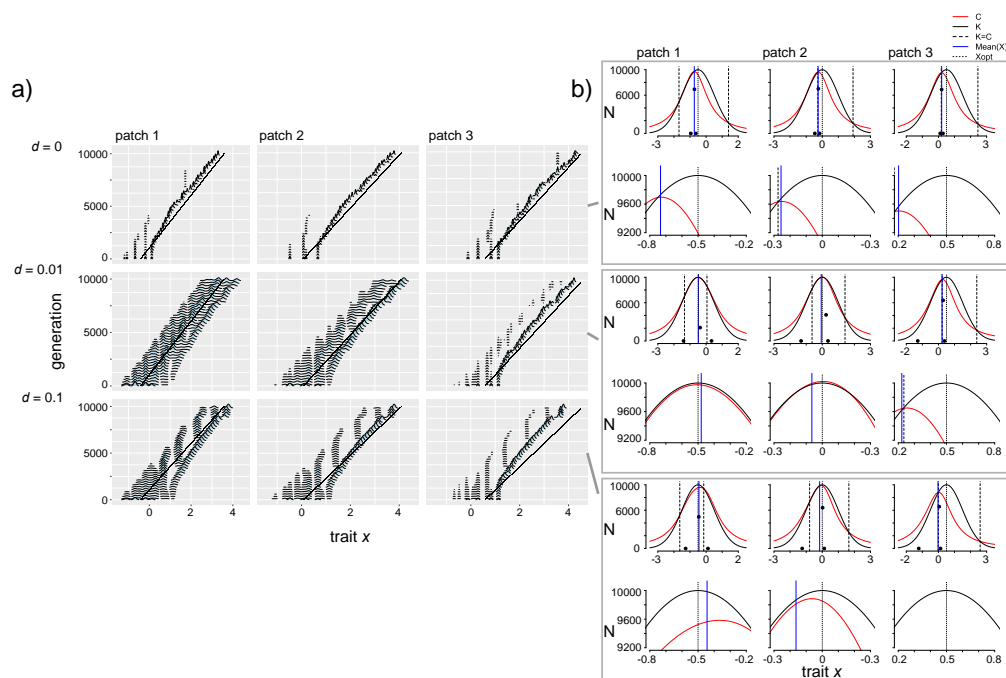 a)
patch 1
patch 2
patch 3
d = 0
10000
5000
0
d = 0.01
10000
5000
0
d = 0.1
10000
5000
0
generation
0 2 4
0 2 4
0 2 4
trait x
b)
C
K
K=C
Mean(X)
Xopt
patch 1
patch 2
patch 3
N
10000
6000
0
-3 0 2
-3 0 3
-3 0 3
N
10000
9600
9200
-0.8 -0.5 -0.2
-0.3 0 0.3
0.2 0.5 0.8
N
10000
6000
0
-3 0 2
-3 0 3
-3 0 3
N
10000
9600
9200
-0.8 -0.5 -0.2
-0.3 0 0.3
0.2 0.5 0.8
N
10000
6000
0
-3 0 2
-3 0 3
-3 0 3
N
10000
9600
9200
-0.8 -0.5 -0.2
-0.3 0 0.3
0.2 0.5 0.8
trait x